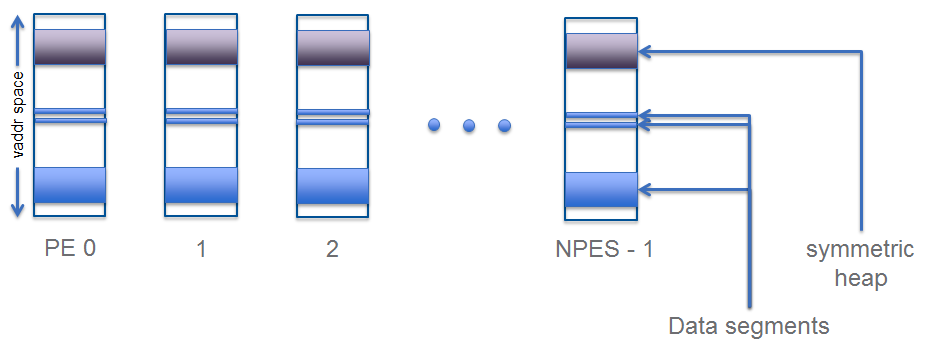 vaddr space
PE 0
1
2
NPES - 1
symmetric
heap
Data segments